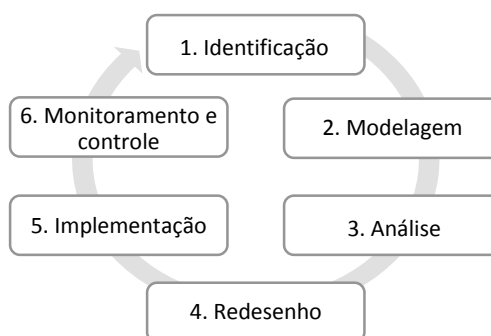 1. Identificação
2. Modelagem
3. Análise
4. Redesenho
5. Implementação
6. Monitoramento e
controle